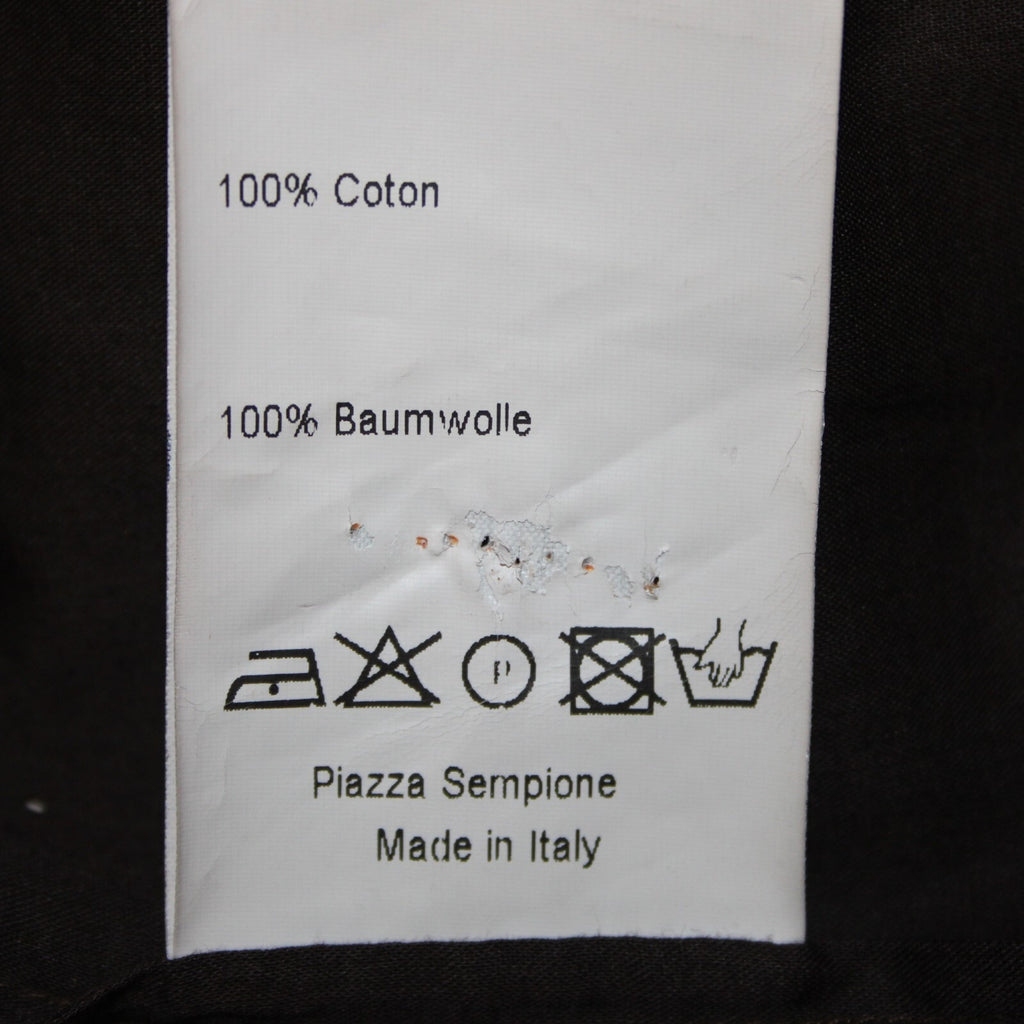 100% Coton
100% Baumwolle
P
Piazza Sempione
Made in Italy